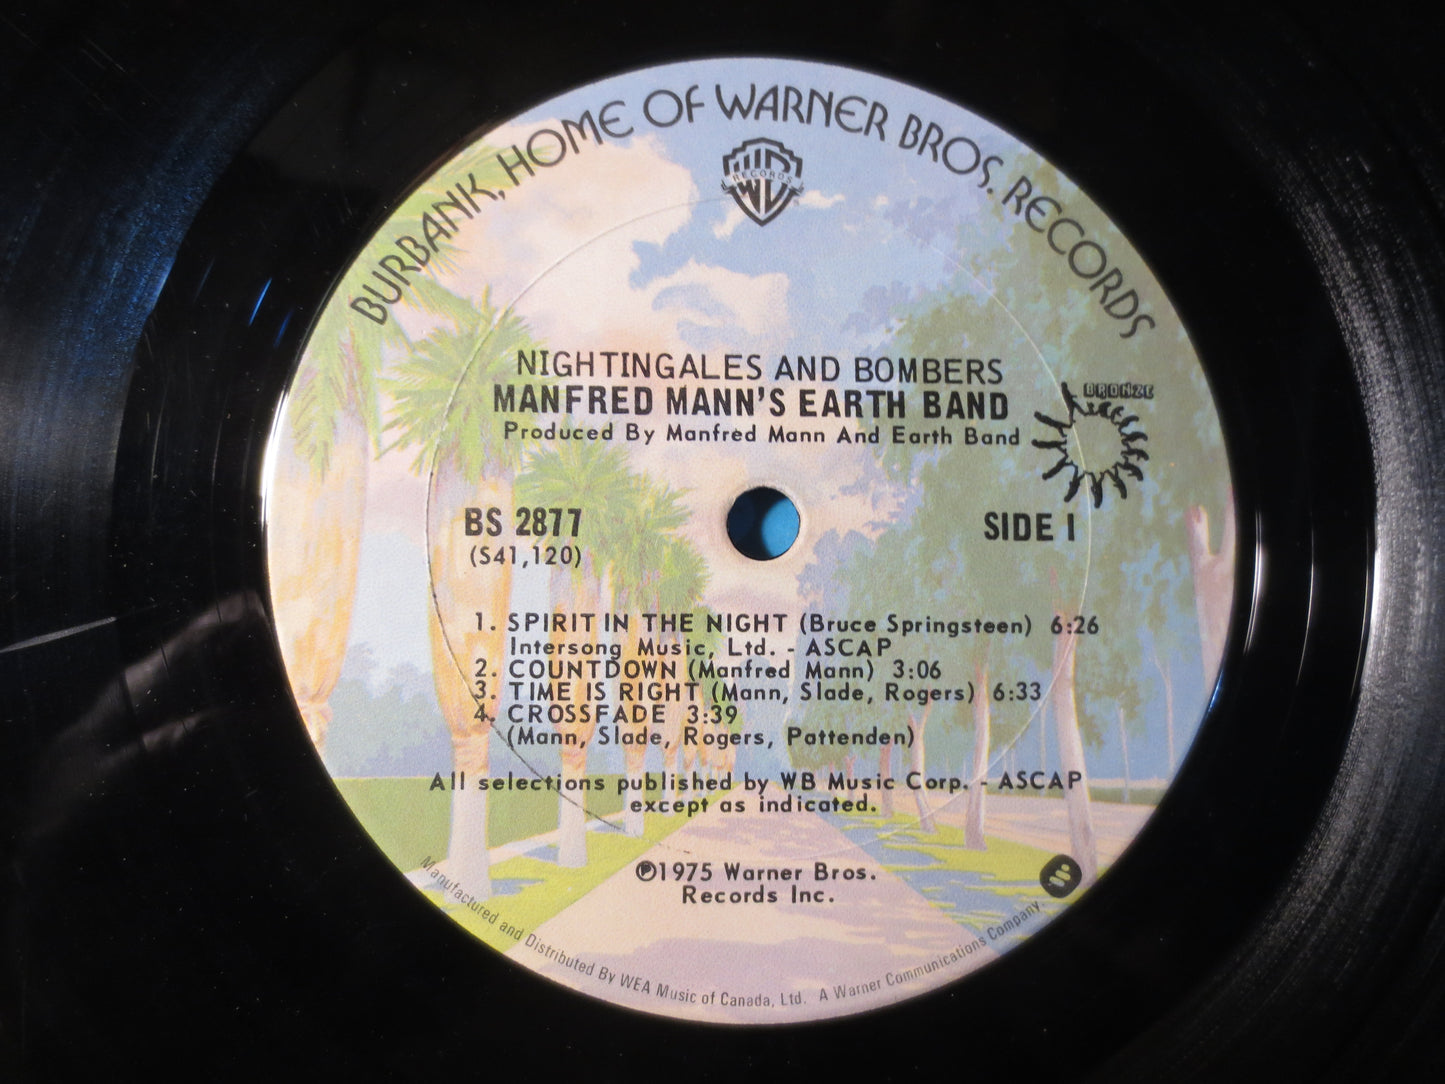 BURBANK, HOME OF WARNER BROS. RECORDS
RECORDS
NIGHTINGALES AND BOMBERS
MANFRED MANN'S EARTH BAND
Produced By Manfred Mann And Earth Band
BRONZE
BS 2877
(S41,120)
SIDE 1
1. SPIRIT IN THE NIGHT (Bruce Springsteen) 6:26
Intersong Music, Ltd. - ASCAP
2. COUNTDOWN (Manfred Mann) 3:06
3. TIME IS RIGHT (Mann, Slade, Rogers) 6:33
4. CROSSFADE 3:39
(Mann, Slade, Rogers, Pattenden)
All selections published by WB Music Corp. - ASCAP
except as indicated.
℗1975 Warner Bros.
Records Inc.
Manufactured and Distributed By WEA Music of Canada, Ltd. A Warner Communications Company.